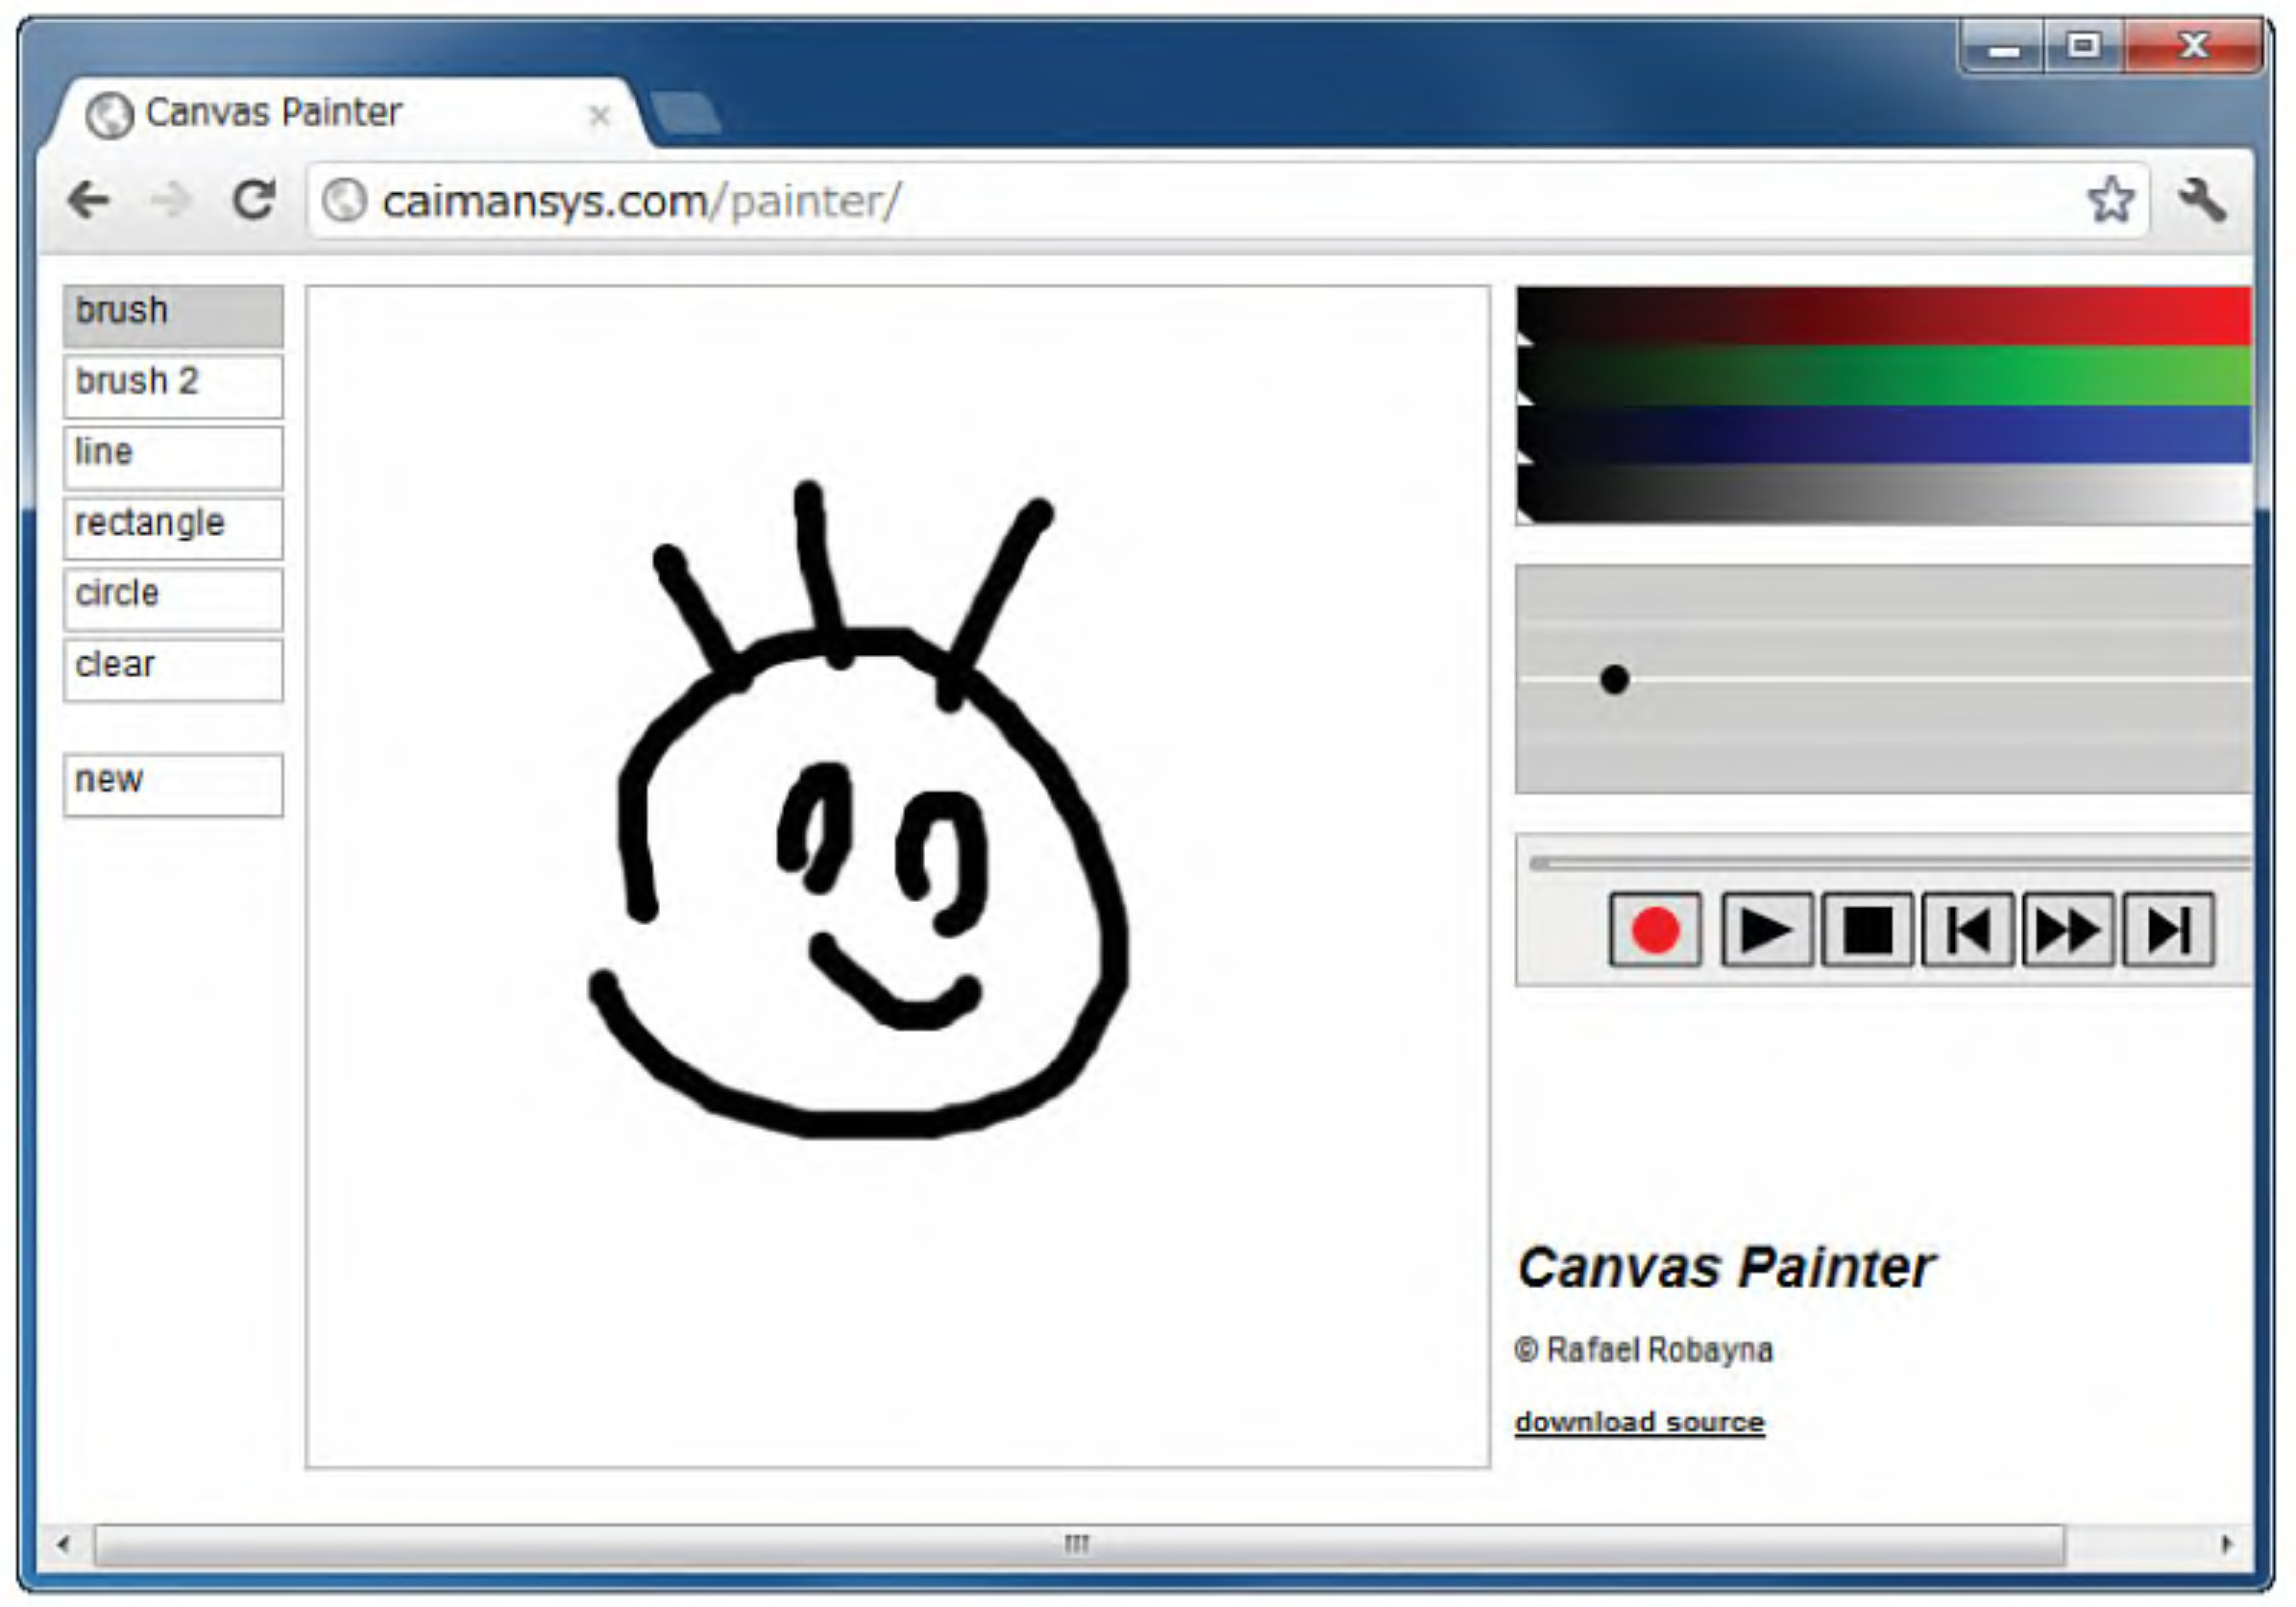 Canvas Painter
caimansys.com/painter/
brush
brush 2
line
rectangle
circle
clear
new
Canvas Painter
© Rafael Robayna
download source